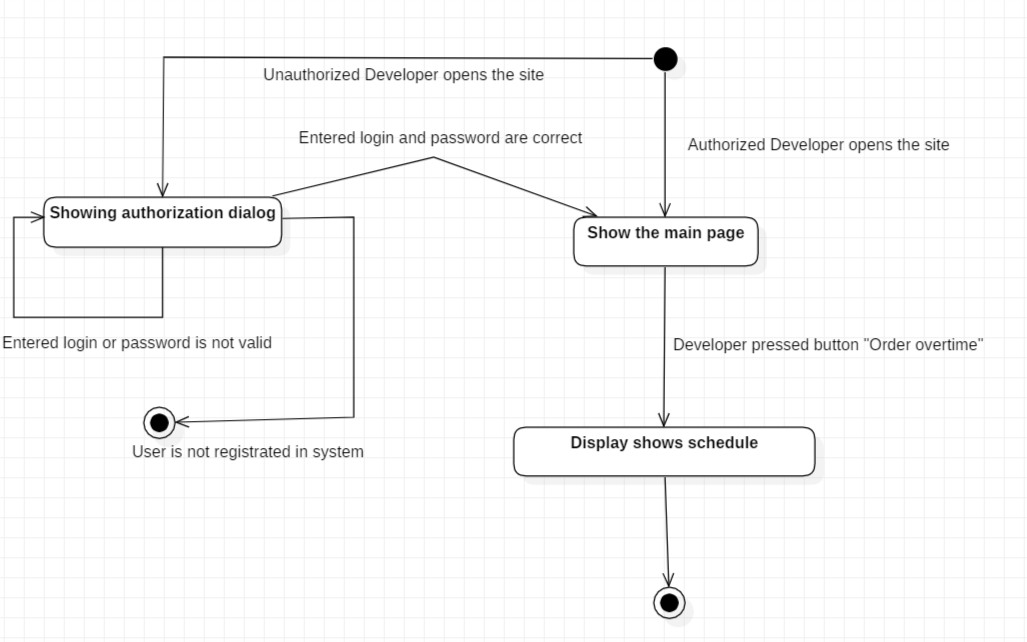 Unauthorized Developer opens the site
Entered login and password are correct
Authorized Developer opens the site
Showing authorization dialog
Show the main page
Entered login or password is not valid
Developer pressed button "Order overtime"
User is not registrated in system
Display shows schedule